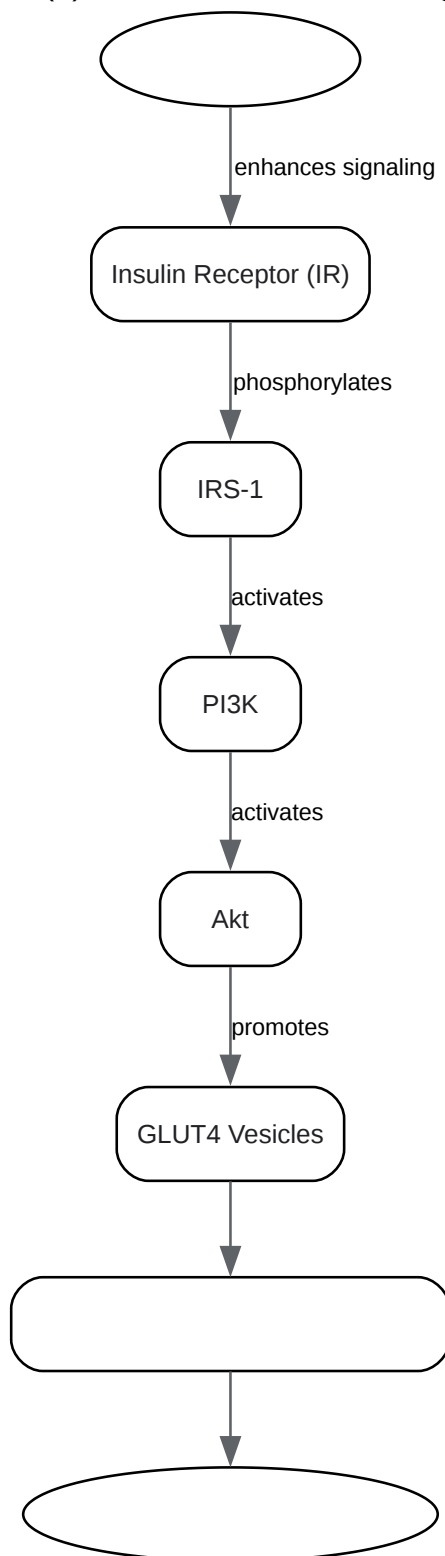 enhances signaling
Insulin Receptor (IR)
phosphorylates
IRS-1
activates
PI3K
activates
Akt
promotes
GLUT4 Vesicles